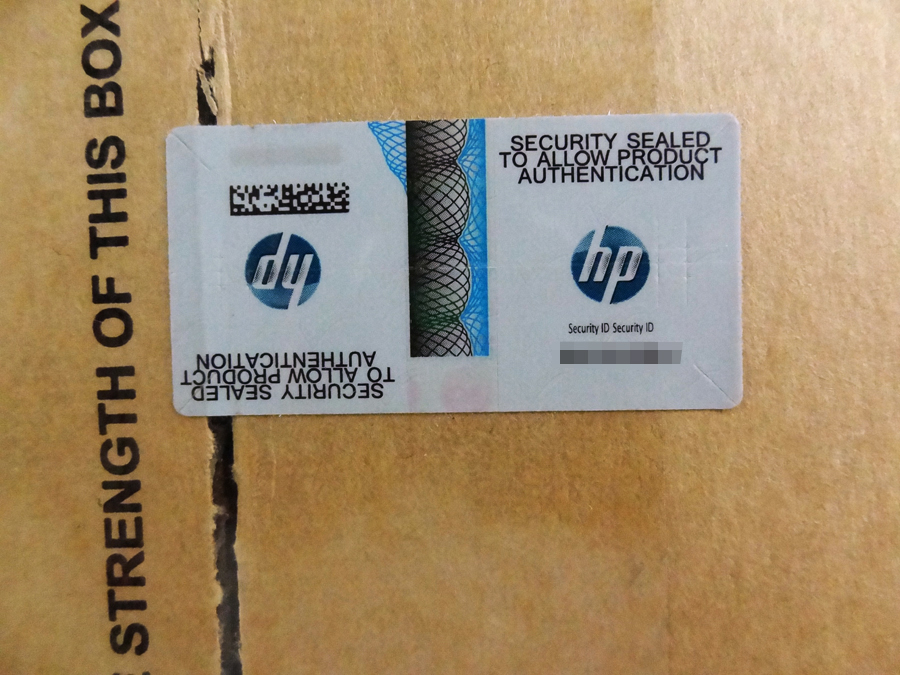 STRENGTH OF THIS BOX
SECURITY SEALED
TO ALLOW PRODUCT
AUTHENTICATION
hp
Security ID Security ID
hp
SECURITY SEALED
TO ALLOW PRODUCT
AUTHENTICATION